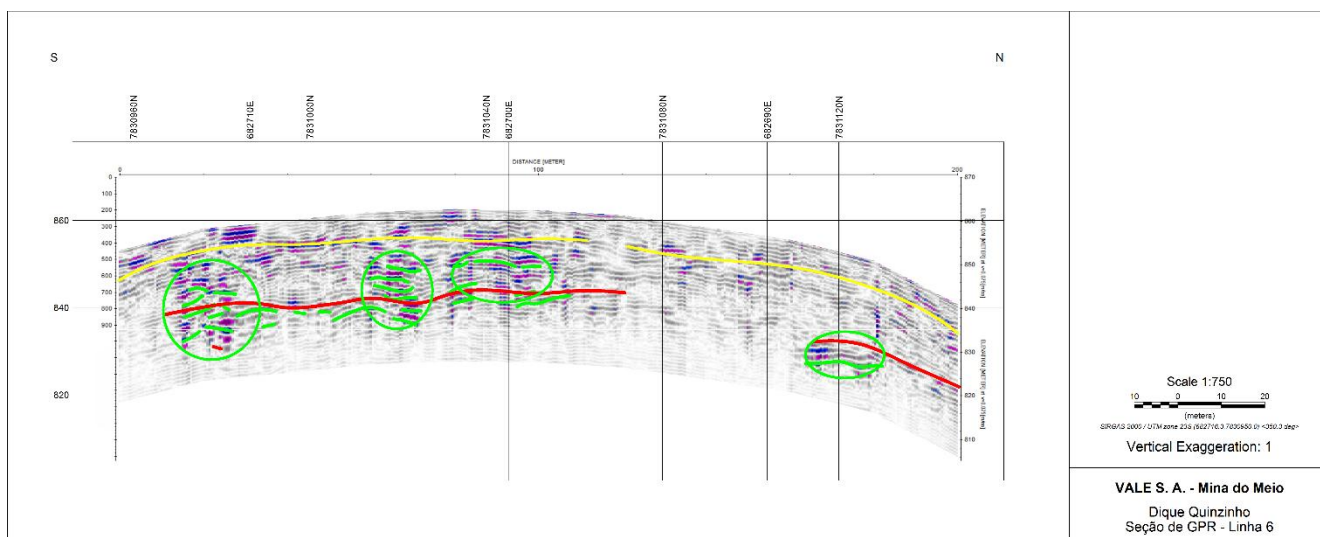 S
N
7830960N
682710E
7831000N
7831040N
682700E
7831080N
682690E
7831120N
DISTANCE [METER]
0
100
200
0
100
200
300
400
500
600
700
800
900
860
840
820
870
860
850
840
830
820
810
Scale 1:750
10 0 10 20
(meters)
Vertical Exaggeration: 1
VALE S. A. - Mina do Meio
Dique Quinzinho
Seção de GPR - Linha 6